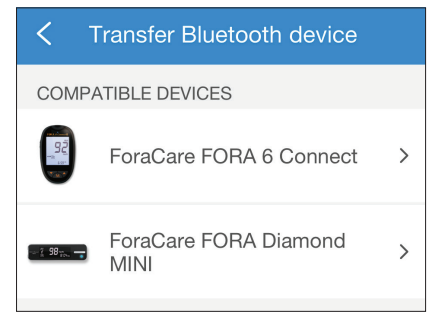 Transfer Bluetooth device
COMPATIBLE DEVICES
92
ForaCare FORA 6 Connect
98
ForaCare FORA Diamond
MINI